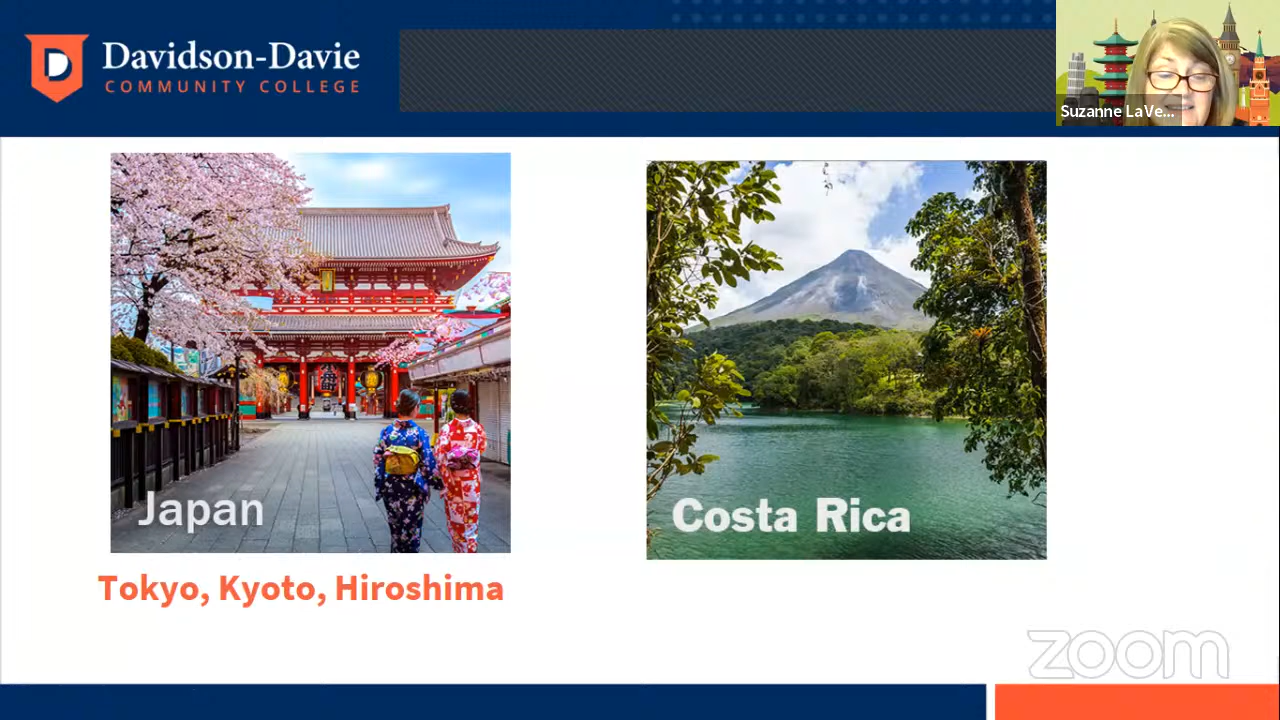 Davidson-Davie
COMMUNITY COLLEGE
Suzanne LaVe...
Japan
Costa Rica
Tokyo, Kyoto, Hiroshima
zoom